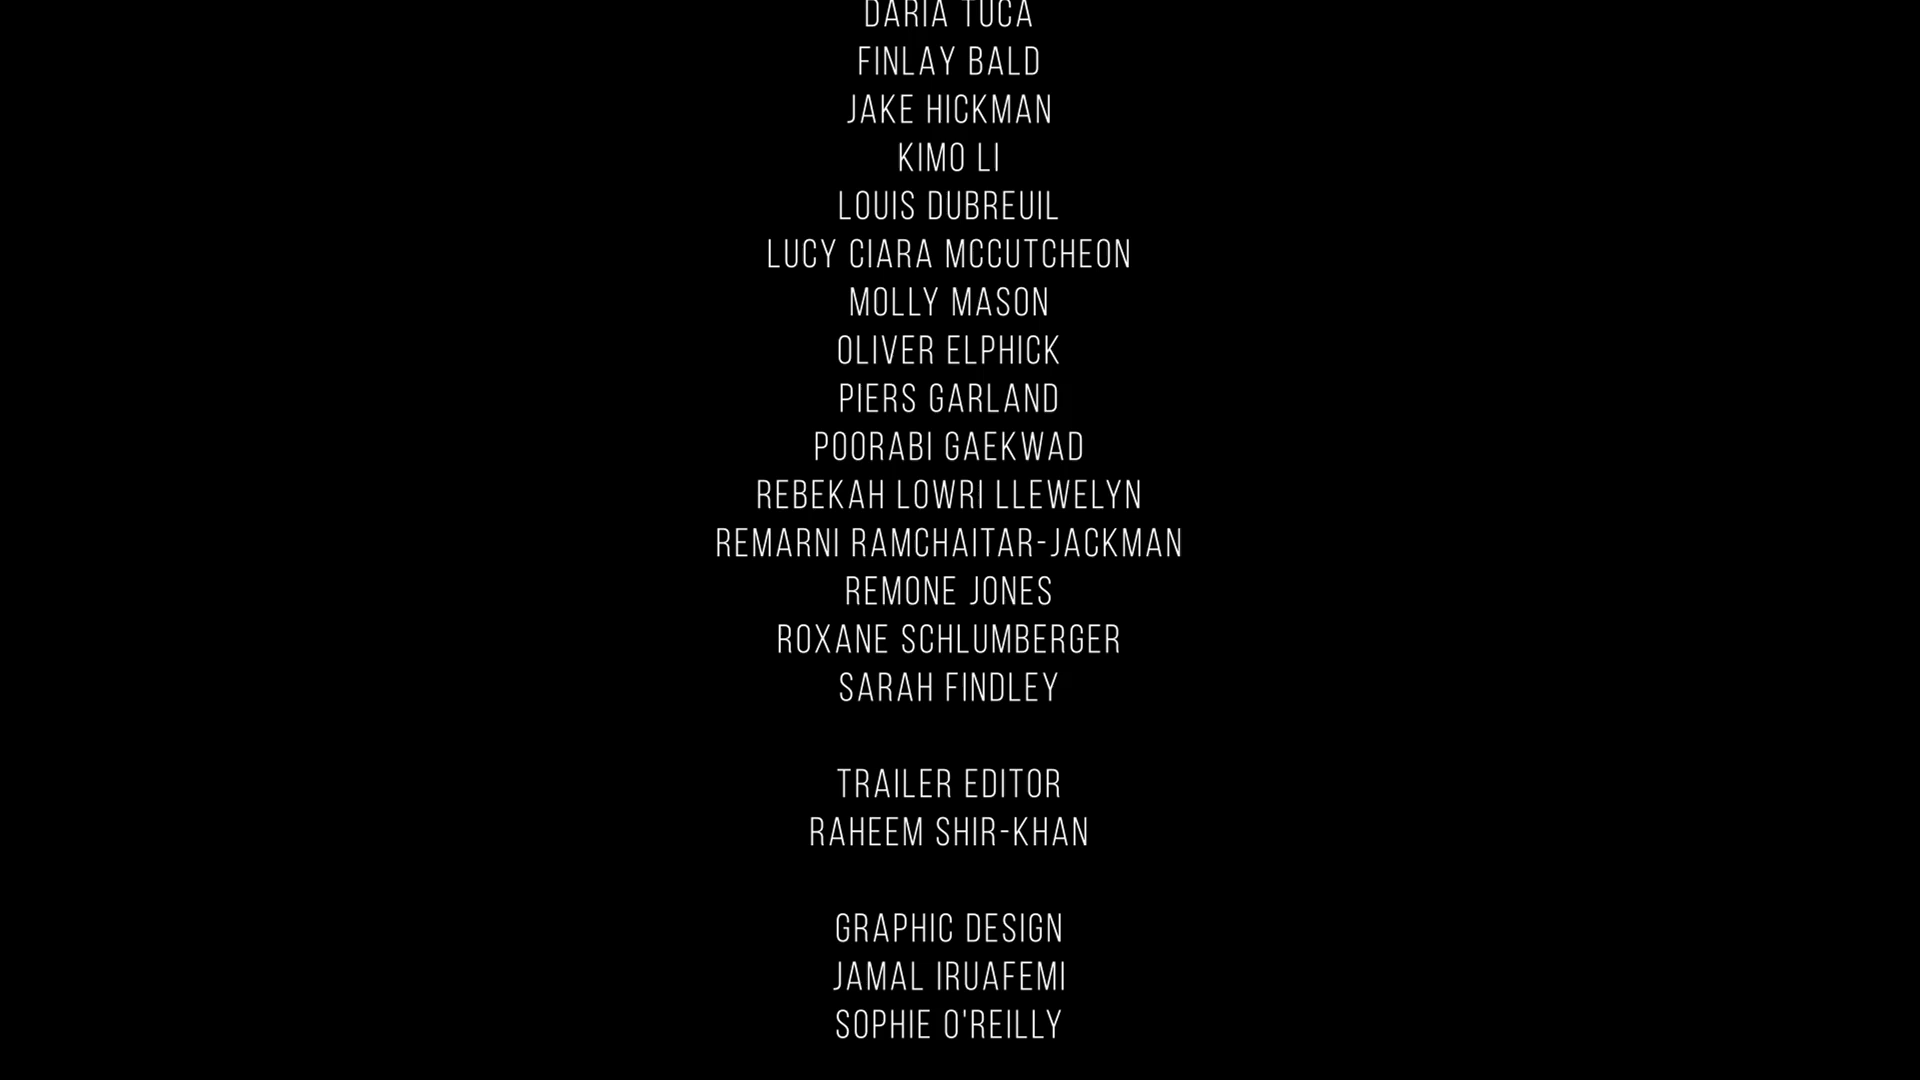 DARIA TUCA
FINLAY BALD
JAKE HICKMAN
KIMO LI
LOUIS DUBREUIL
LUCY CIARA MCCUTCHEON
MOLLY MASON
OLIVER ELPHICK
PIERS GARLAND
POORABI GAEKWAD
REBEKAH LOWRI LLEWELYN
REMARNI RAMCHAITAR-JACKMAN
REMONE JONES
ROXANE SCHLUMBERGER
SARAH FINDLEY
TRAILER EDITOR
RAHEEM SHIR-KHAN
GRAPHIC DESIGN
JAMAL IRUAFEMI
SOPHIE O'REILLY